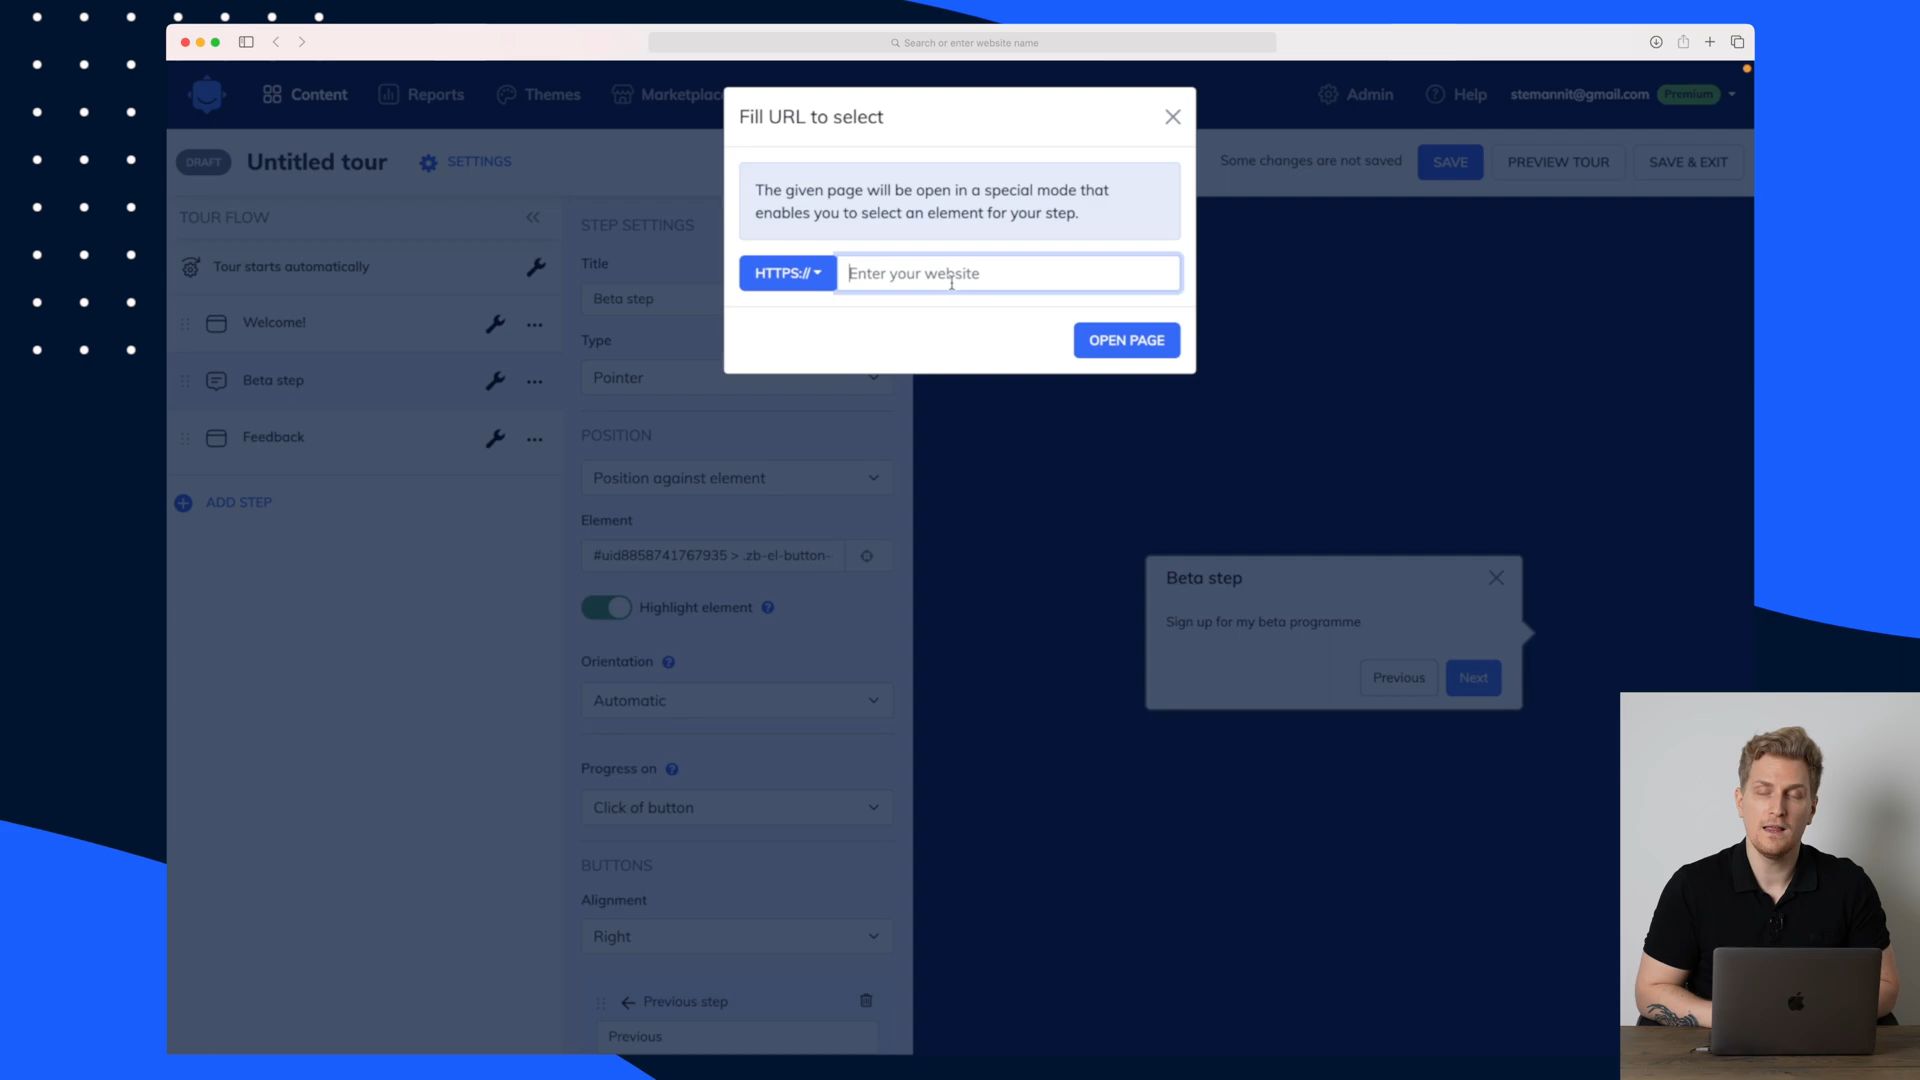 Search or enter website name
Content
Reports
Themes
Marketplac
Admin
Help
stemannit@gmail.com
Premium
DRAFT
Untitled tour
SETTINGS
Some changes are not saved
SAVE
PREVIEW TOUR
SAVE & EXIT
Fill URL to select
The given page will be open in a special mode that
enables you to select an element for your step.
HTTPS://
Enter your website
OPEN PAGE
TOUR FLOW
Tour starts automatically
Welcome!
Beta step
Feedback
ADD STEP
STEP SETTINGS
Title
Beta step
Type
Pointer
POSITION
Position against element
Element
#uid8858741767935 > .zb-el-button-
Highlight element
Orientation
Automatic
Progress on
Click of button
BUTTONS
Alignment
Right
Previous step
Previous
Beta step
Sign up for my beta programme
Previous
Next